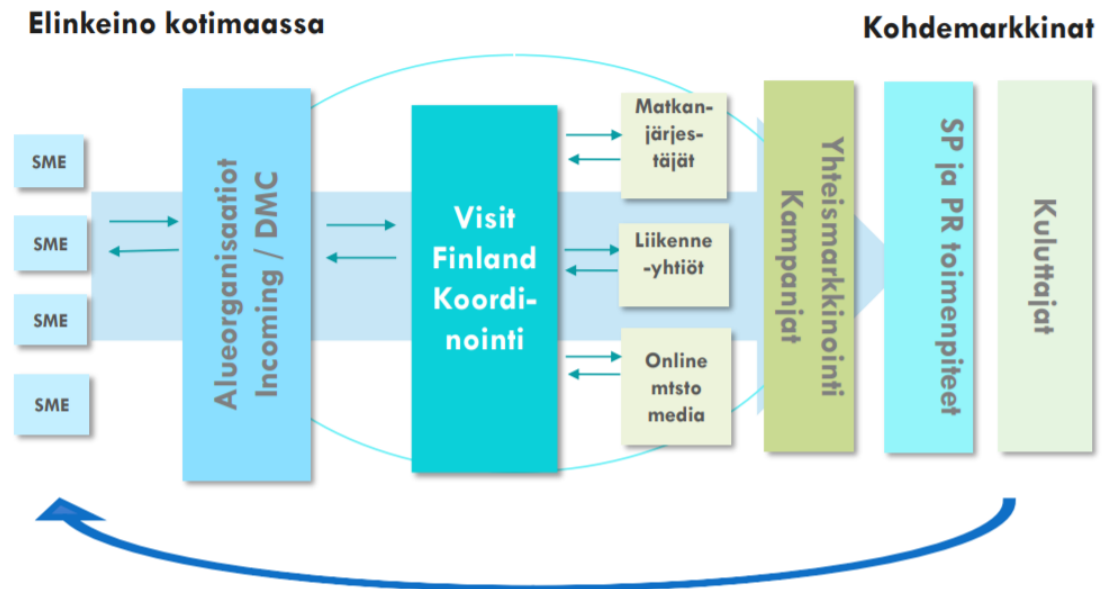 Elinkeino kotimaassa
Kohdemarkkinat
SME
SME
SME
SME
Alueorganisaatiot
Incoming / DMC
Visit
Finland
Koordi-
nointi
Matkan-
järjes-
täjät
Liikenne
-yhtiöt
Online
mtsto
media
Yhteismarkkinointi
Kampanjat
SP ja PR toimenpiteet
Kuluttajat